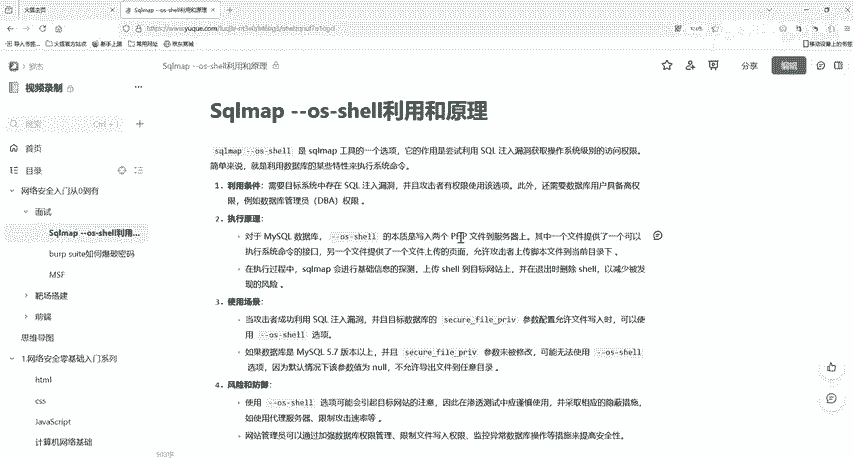 火狐主页
Sqlmap --os-shell利用和原理
https://www.yuque.com/
导入书签...
火狐官方站点
新手上路
常用网址
京东商城
移动设备上的书签
Sqlmap --os-shell利用和原理
分享
编辑
视频录制
搜索
首页
目录
网络安全入门从0到有
面试
Sqlmap --os-shell利用...
burp suite如何爆破密码
MSF
靶场搭建
前端
思维导图
1.网络安全零基础入门系列
html
css
JavaScript
计算机网络基础
Sqlmap --os-shell利用和原理
sqlmap --os-shell 是 sqlmap 工具的一个选项，它的作用是尝试利用 SQL 注入漏洞获取操作系统级别的访问权限。
简单来说，就是利用数据库的某些特性来执行系统命令。
1. 利用条件：需要目标系统中存在 SQL 注入漏洞，并且攻击者有权限使用该选项。此外，还需要数据库用户具备高权
限，例如数据库管理员（DBA）权限 。
2. 执行原理：
对于 MySQL 数据库， --os-shell 的本质是写入两个 PHP 文件到服务器上。其中一个文件提供了一个可以
执行系统命令的接口，另一个文件提供了一个文件上传的页面，允许攻击者上传脚本文件到当前目录下 。
在执行过程中，sqlmap 会进行基础信息的探测，上传 shell 到目标网站上，并在退出时删除 shell，以减少被发
现的风险 。
3. 使用场景：
当攻击者成功利用 SQL 注入漏洞，并且目标数据库的 secure_file_priv 参数配置允许文件写入时，可以使
用 --os-shell 选项。
如果数据库是 MySQL 5.7 版本以上，并且 secure_file_priv 参数未被修改，可能无法使用 --os-shell
选项，因为默认情况下该参数值为 null，不允许导出文件到任意目录 。
4. 风险和防御：
使用 --os-shell 选项可能会引起目标网站的注意，因此在渗透测试中应谨慎使用，并采取相应的隐蔽措施，
如使用代理服务器、限制攻击速率等 。
网站管理员可以通过加强数据库权限管理、限制文件写入权限、监控异常数据库操作等措施来提高安全性。